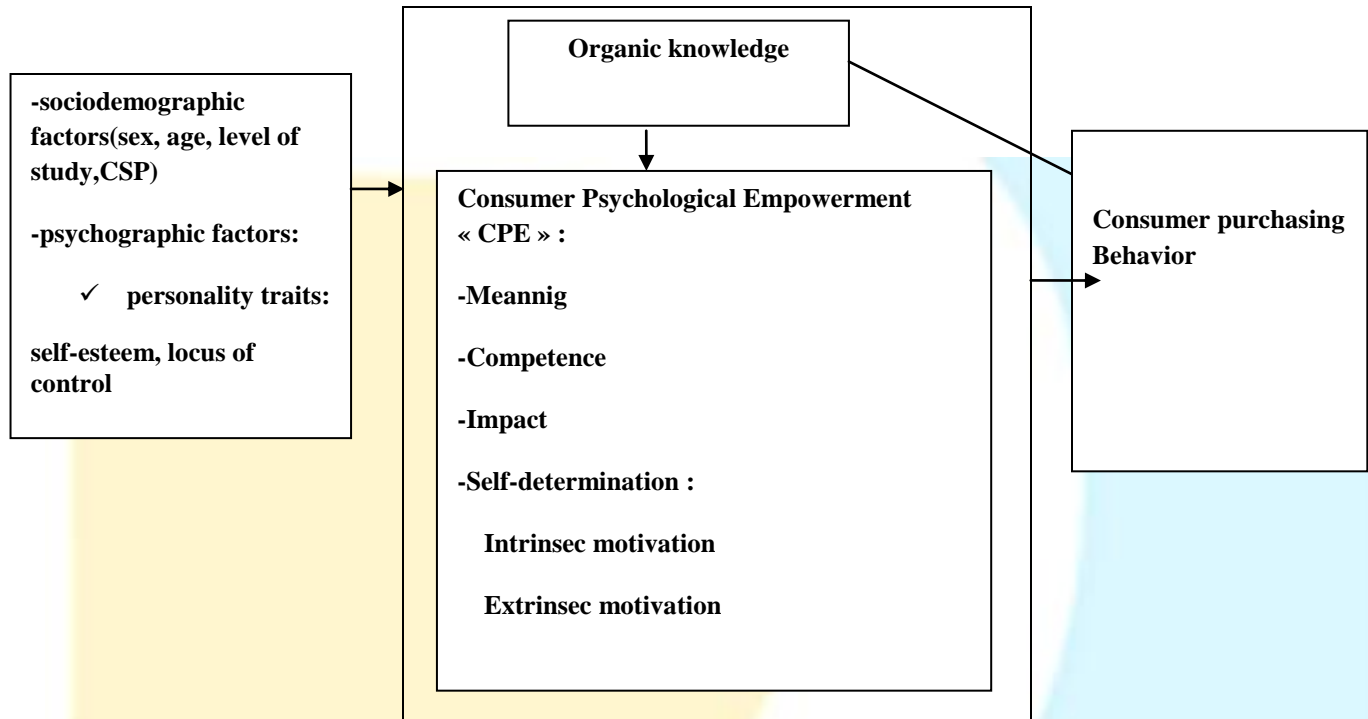 Organic knowledge
-sociodemographic
factors(sex, age, level of
study,CSP)
-psychographic factors:
✓ personality traits:
self-esteem, locus of
control
Consumer Psychological Empowerment
« CPE » :
-Meannig
-Competence
-Impact
-Self-determination :
Intrinsec motivation
Extrinsec motivation
Consumer purchasing
Behavior